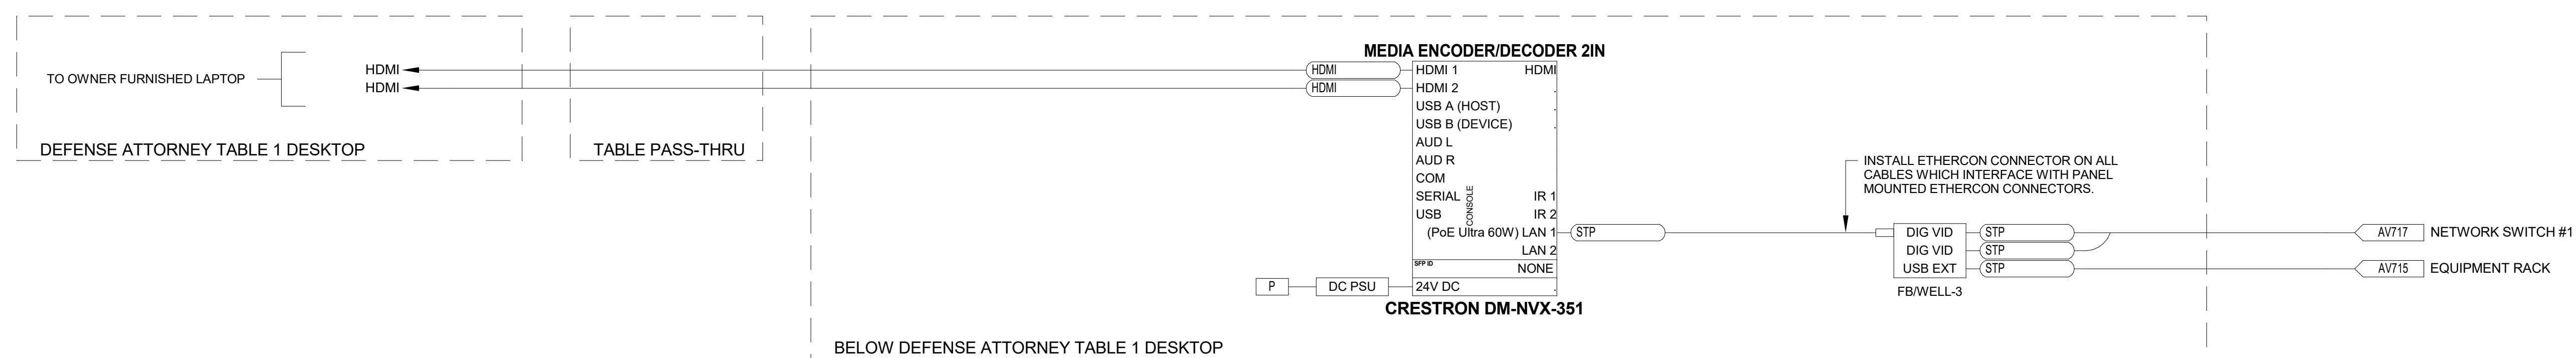 MEDIA ENCODER/DECODER 2IN
TO OWNER FURNISHED LAPTOP
HDMI
HDMI
DEFENSE ATTORNEY TABLE 1 DESKTOP
TABLE PASS-THRU
HDMI
HDMI
HDMI 1 HDMI
HDMI 2 .
USB A (HOST) .
USB B (DEVICE) .
AUD L
AUD R
COM
SERIAL IR 1
USB IR 2
CONSOLE
(PoE Ultra 60W) LAN 1
LAN 2
SFP ID NONE
P DC PSU 24V DC .
CRESTRON DM-NVX-351
STP
INSTALL ETHERCON CONNECTOR ON ALL
CABLES WHICH INTERFACE WITH PANEL
MOUNTED ETHERCON CONNECTORS.
DIG VID STP
DIG VID STP
USB EXT STP
FB/WELL-3
AV717 NETWORK SWITCH #1
AV715 EQUIPMENT RACK
BELOW DEFENSE ATTORNEY TABLE 1 DESKTOP